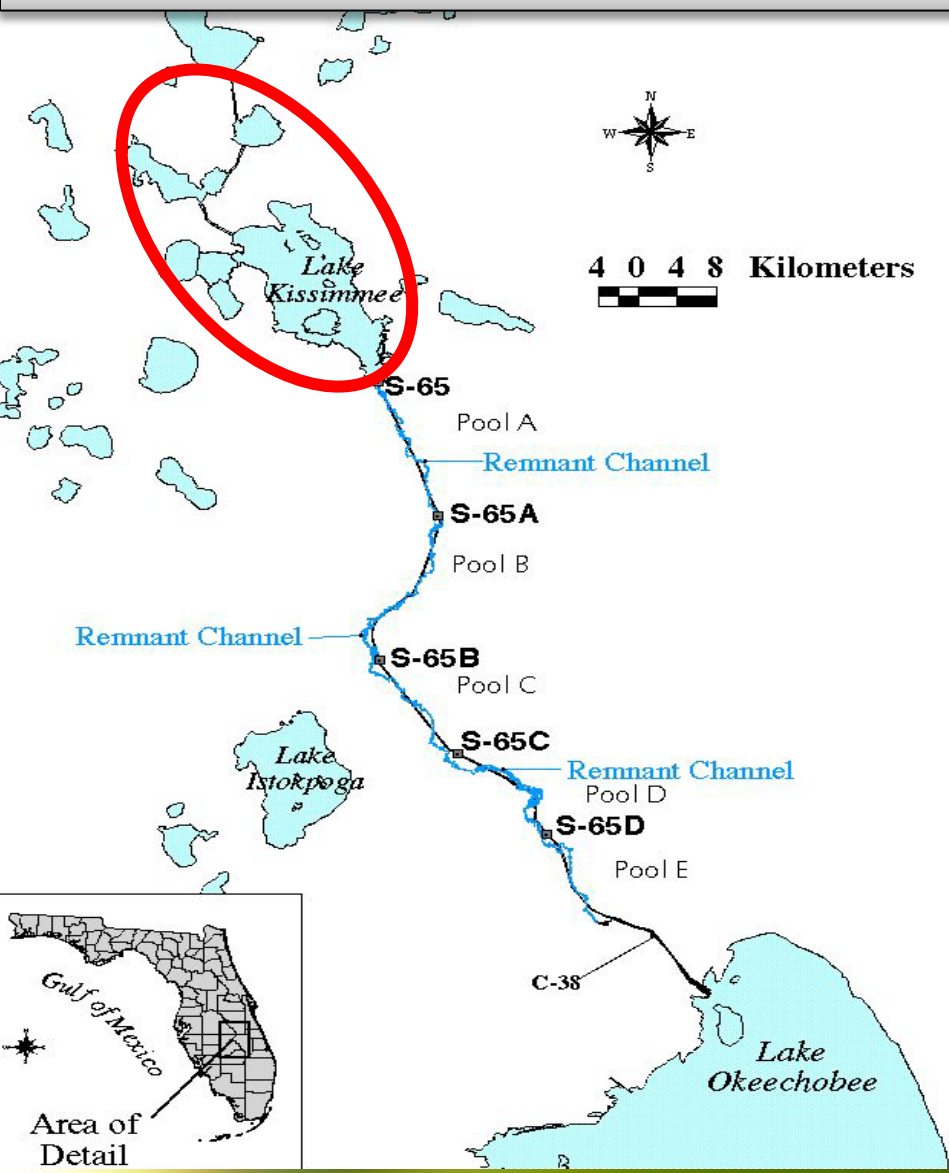 N
W E
S
4 0 4 8 Kilometers
Lake
Kissimmee
S-65
Pool A
Remnant Channel
S-65A
Pool B
Remnant Channel
S-65B
Pool C
S-65C
Lake
Istokpoga
Remnant Channel
Pool D
S-65D
Pool E
C-38
Gulf of Mexico
Lake
Okeechobee
Area of
Detail